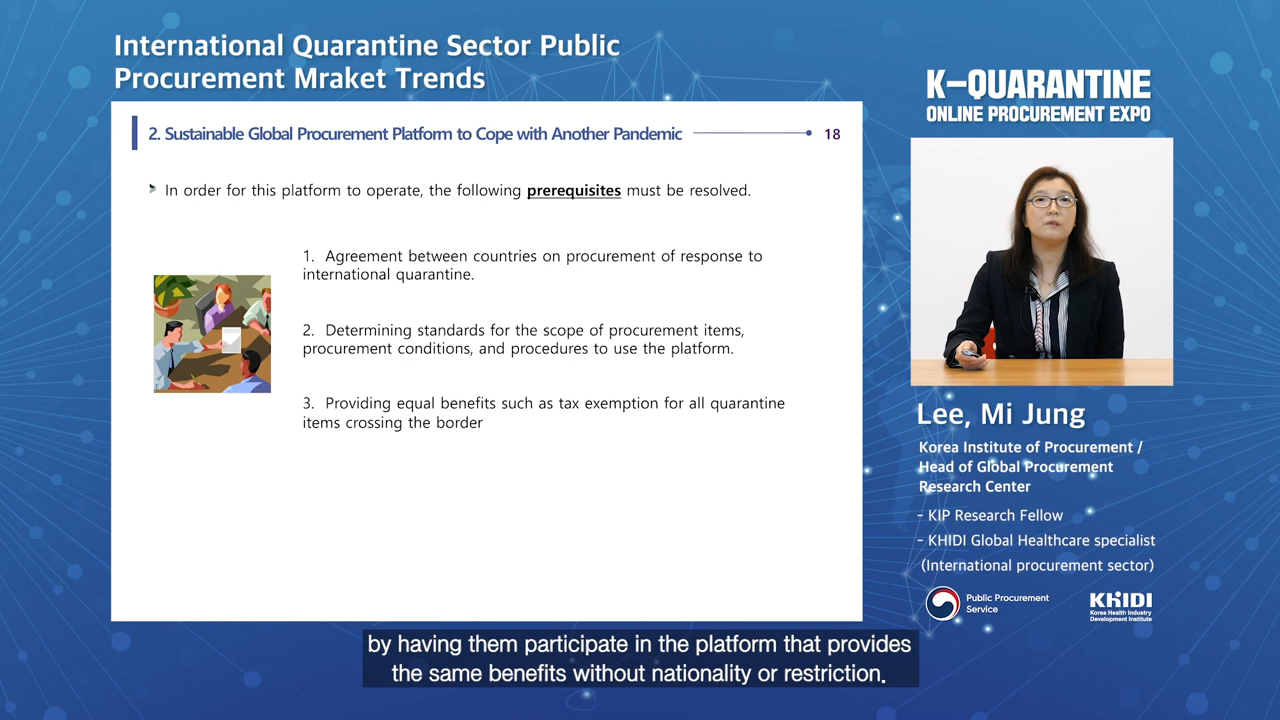 International Quarantine Sector Public
Procurement Mraket Trends
2. Sustainable Global Procurement Platform to Cope with Another Pandemic
18
In order for this platform to operate, the following prerequisites must be resolved.
1. Agreement between countries on procurement of response to
international quarantine.
2. Determining standards for the scope of procurement items,
procurement conditions, and procedures to use the platform.
3. Providing equal benefits such as tax exemption for all quarantine
items crossing the border
K-QUARANTINE
ONLINE PROCUREMENT EXPO
Lee, Mi Jung
Korea Institute of Procurement /
Head of Global Procurement
Research Center
- KIP Research Fellow
- KHIDI Global Healthcare specialist
(International procurement sector)
Public Procurement
Service
KHIDI
Korea Health Industry
Development Institute
by having them participate in the platform that provides
the same benefits without nationality or restriction.